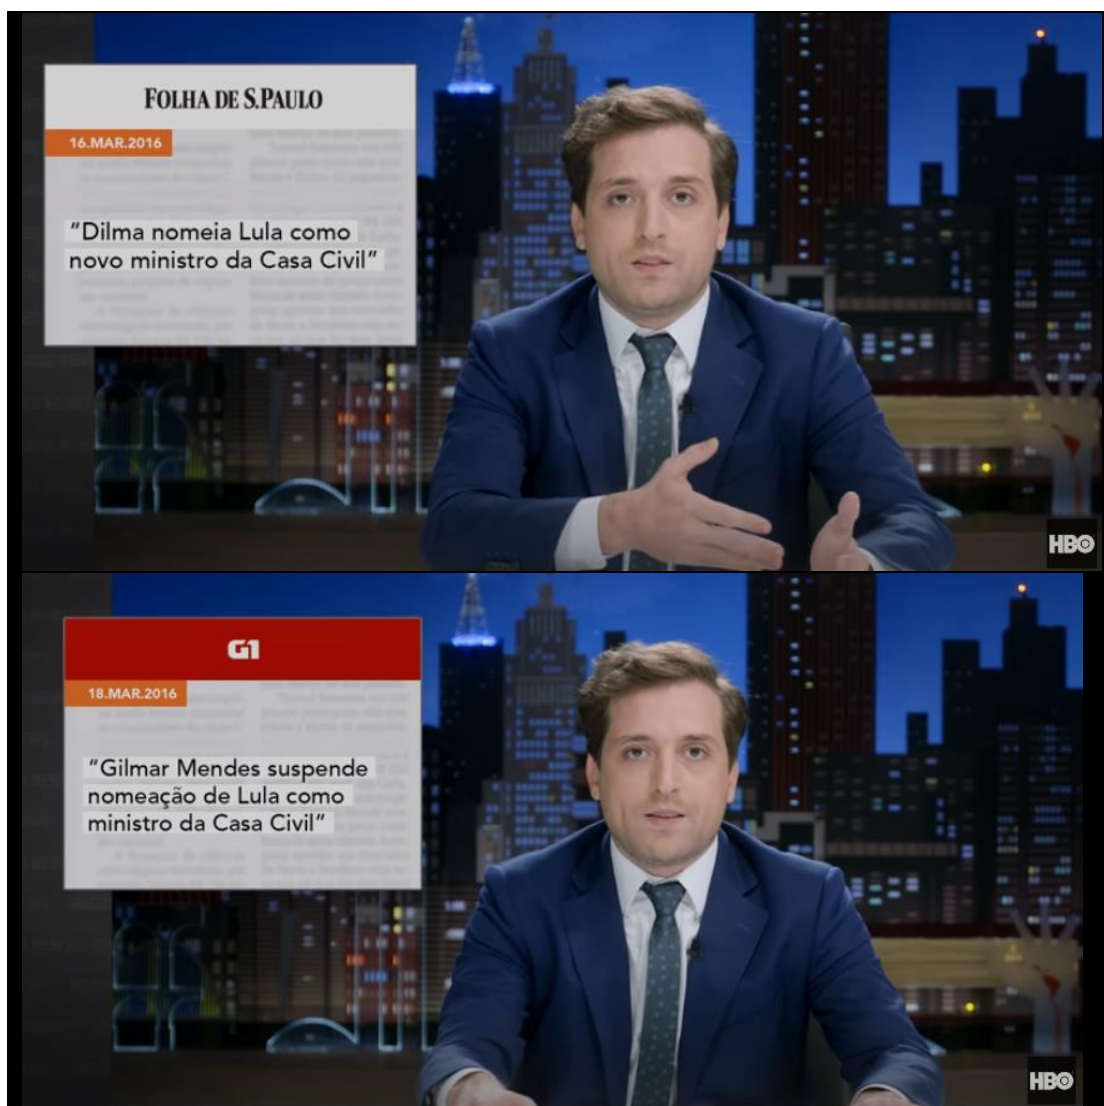 FOLHA DE S.PAULO
16.MAR.2016
“Dilma nomeia Lula como
novo ministro da Casa Civil”
HBO
G1
18.MAR.2016
“Gilmar Mendes suspende
nomeação de Lula como
ministro da Casa Civil”
HBO